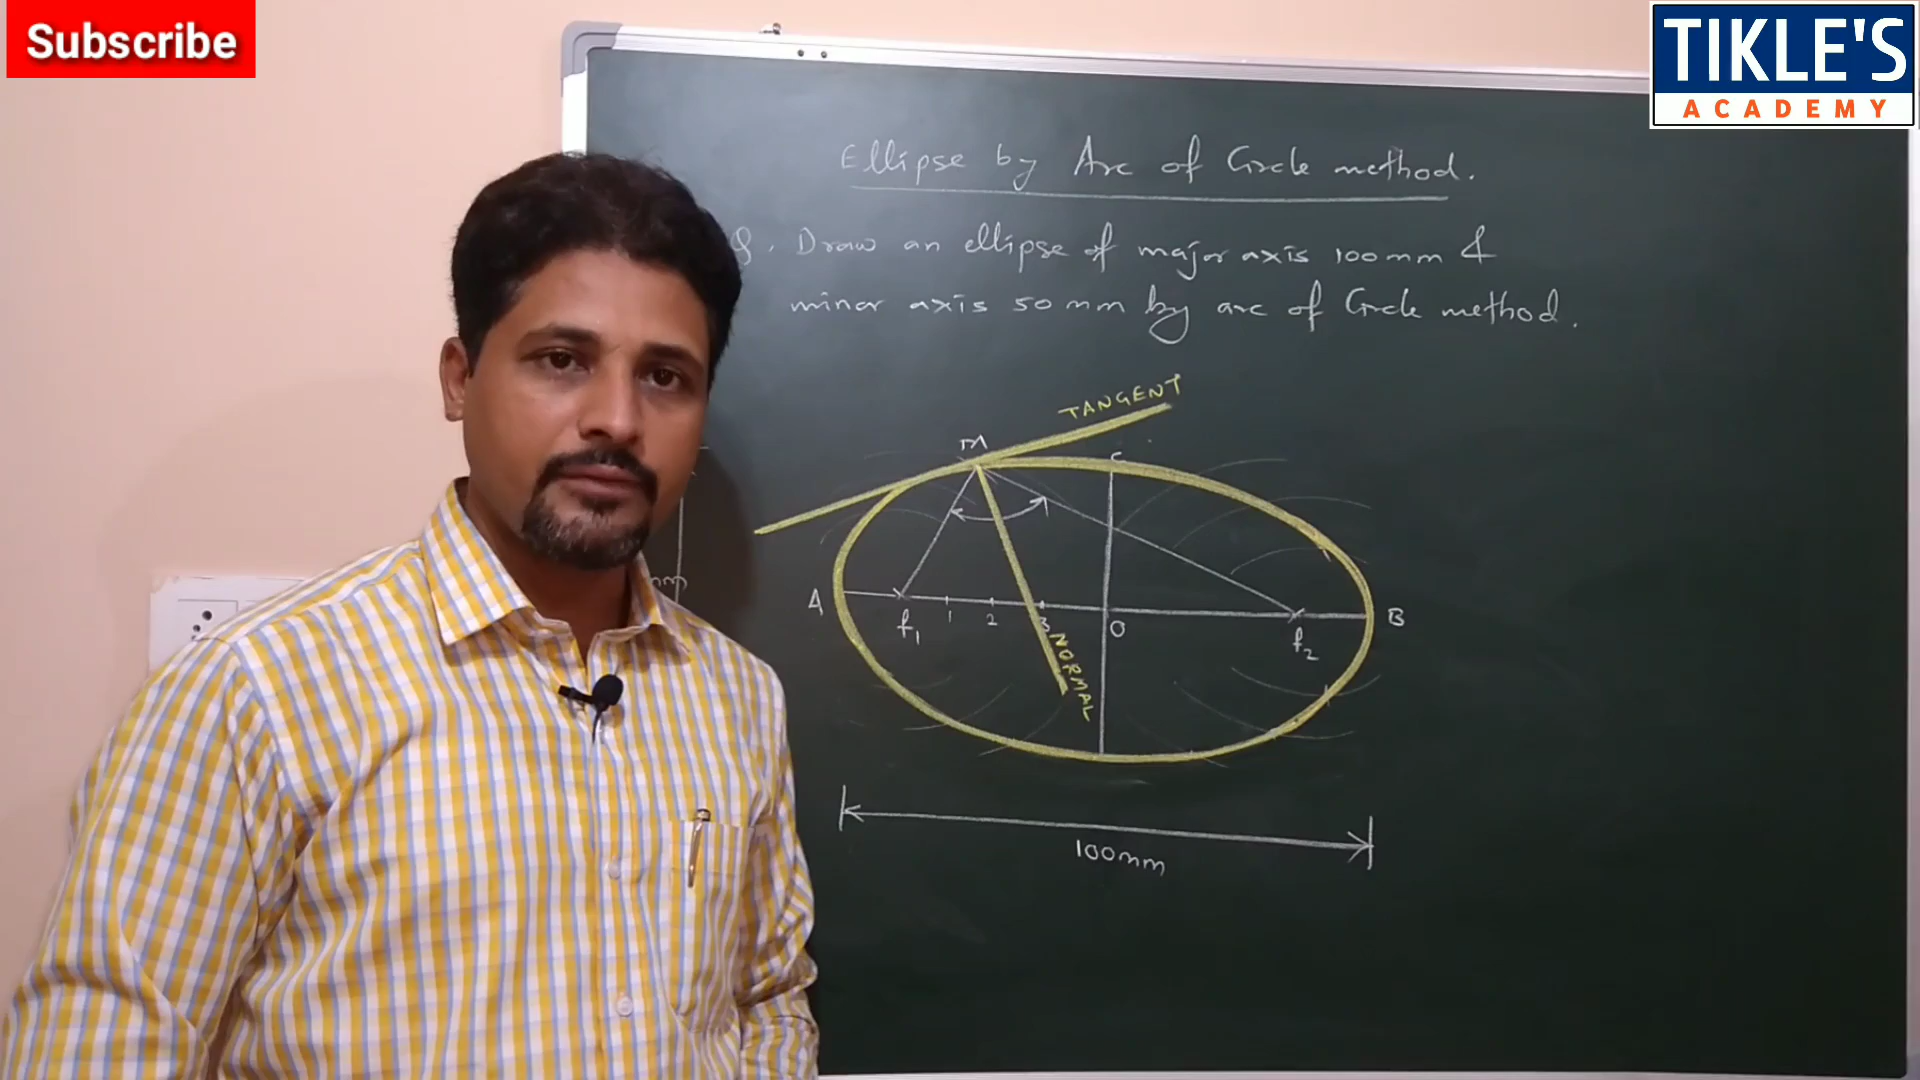 Subscribe
TIKLE'S
ACADEMY
Ellipse by Arc of Circle method.
Q. Draw an ellipse of major axis 100mm &
minor axis 50mm by arc of Circle method.
TANGENT
M
C
mm
A
f1
1
2
3
O
f2
B
NORMAL
100mm